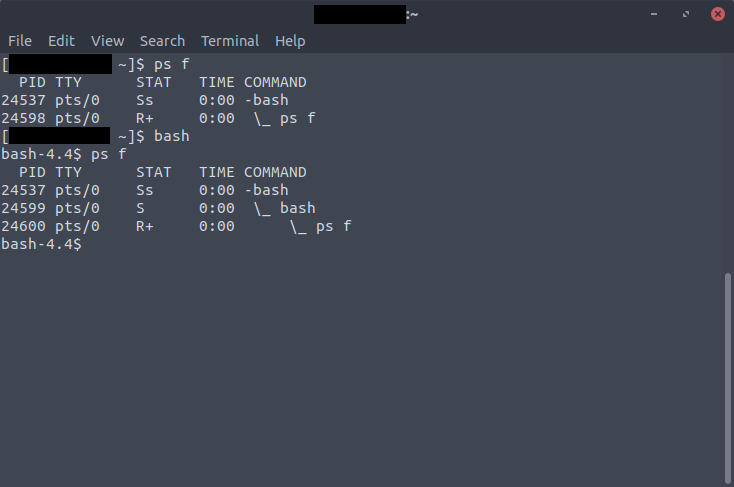 :~
File Edit View Search Terminal Help
[ ~]$ ps f
  PID TTY      STAT   TIME COMMAND
24537 pts/0    Ss     0:00 -bash
24598 pts/0    R+     0:00  \_ ps f
[ ~]$ bash
bash-4.4$ ps f
  PID TTY      STAT   TIME COMMAND
24537 pts/0    Ss     0:00 -bash
24599 pts/0    S      0:00  \_ bash
24600 pts/0    R+     0:00      \_ ps f
bash-4.4$